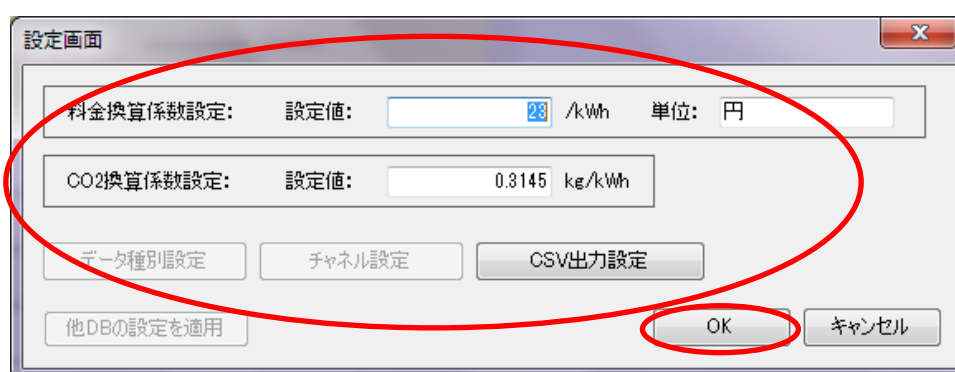 設定画面
料金換算係数設定: 設定値: 23 /kWh 単位: 円
CO2換算係数設定: 設定値: 0.3145 kg/kWh
データ種別設定 チャネル設定 CSV出力設定
他DBの設定を適用 OK キャンセル